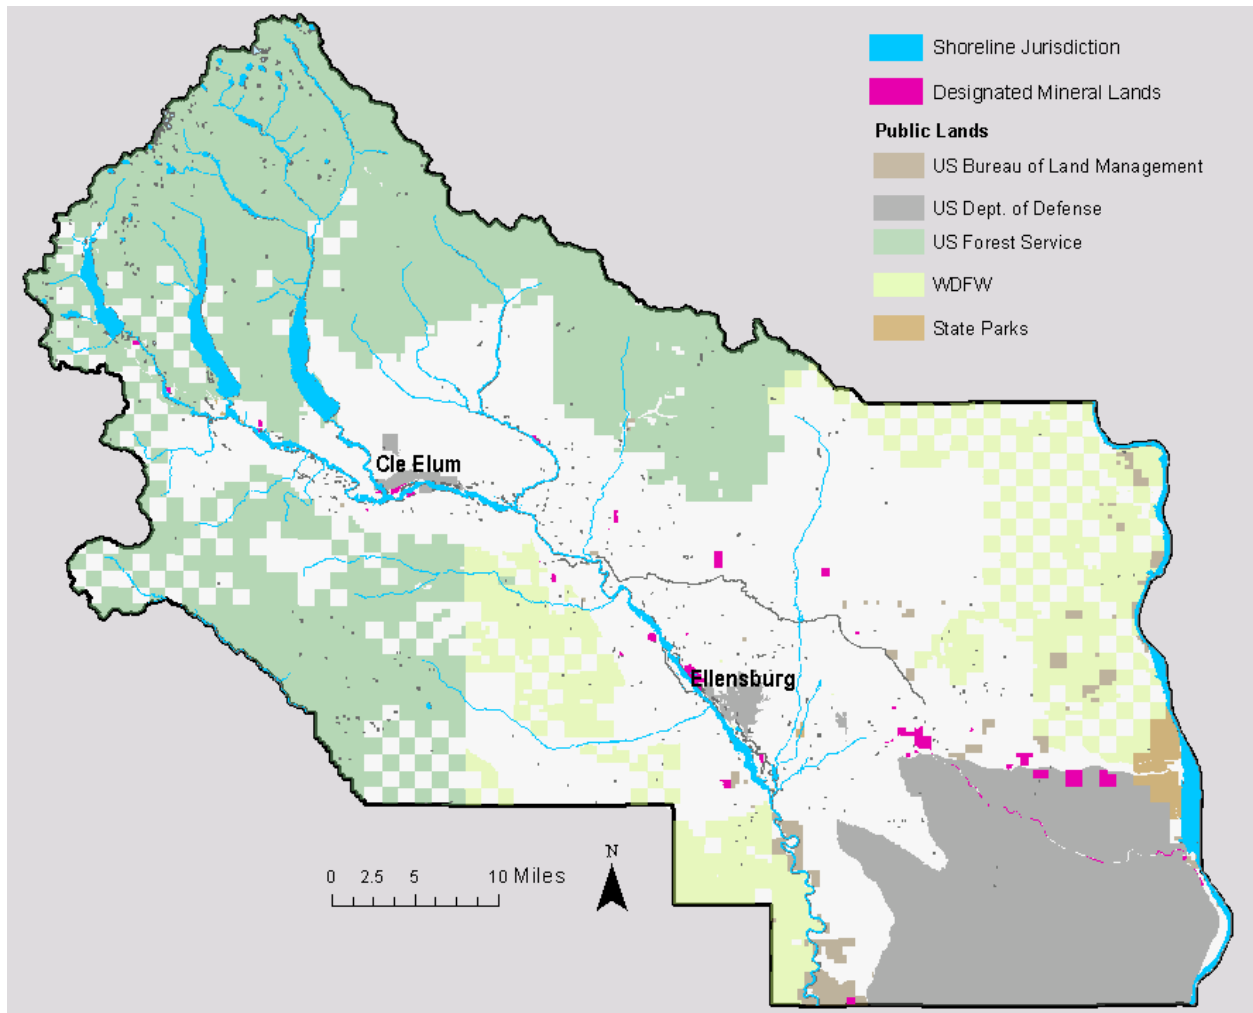 Shoreline Jurisdiction
Designated Mineral Lands
Public Lands
US Bureau of Land Management
US Dept. of Defense
US Forest Service
WDFW
State Parks
Cle Elum
Ellensburg
N
0 2.5 5 10 Miles